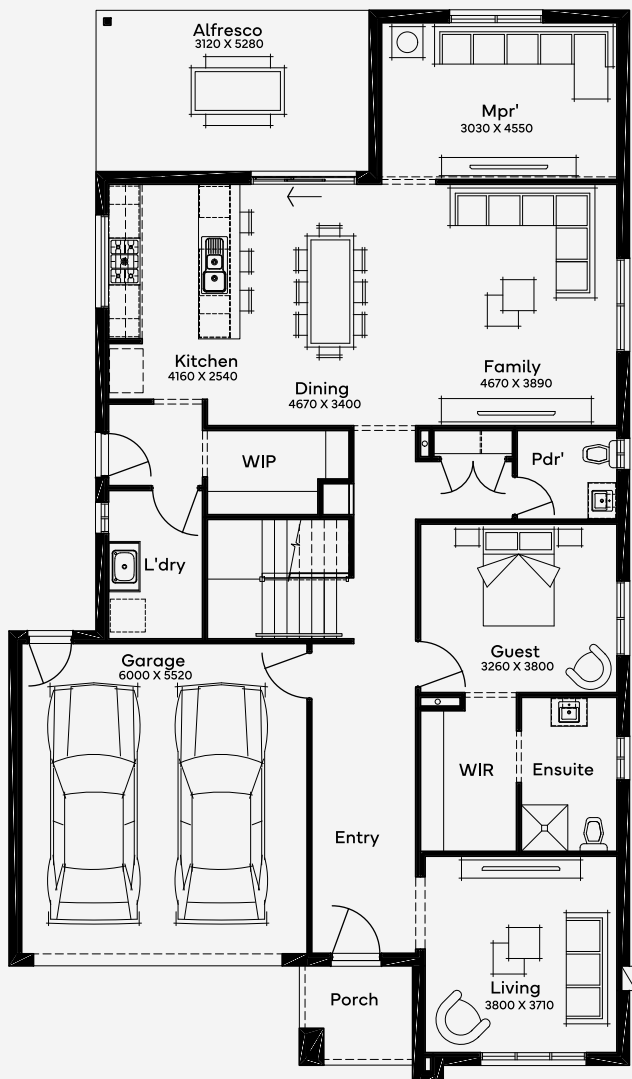 Alfresco
3120 X 5280
Mpr'
3030 X 4550
Kitchen
4160 X 2540
Dining
4670 X 3400
Family
4670 X 3890
WIP
Pdr'
L'dry
Guest
3260 X 3800
Garage
6000 X 5520
WIR
Ensuite
Entry
Porch
Living
3800 X 3710